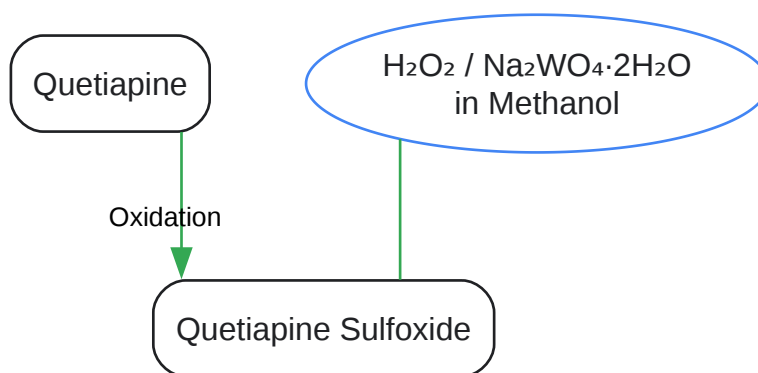 Quetiapine
H₂O₂ / Na₂WO₄·2H₂O
in Methanol
Oxidation
Quetiapine Sulfoxide